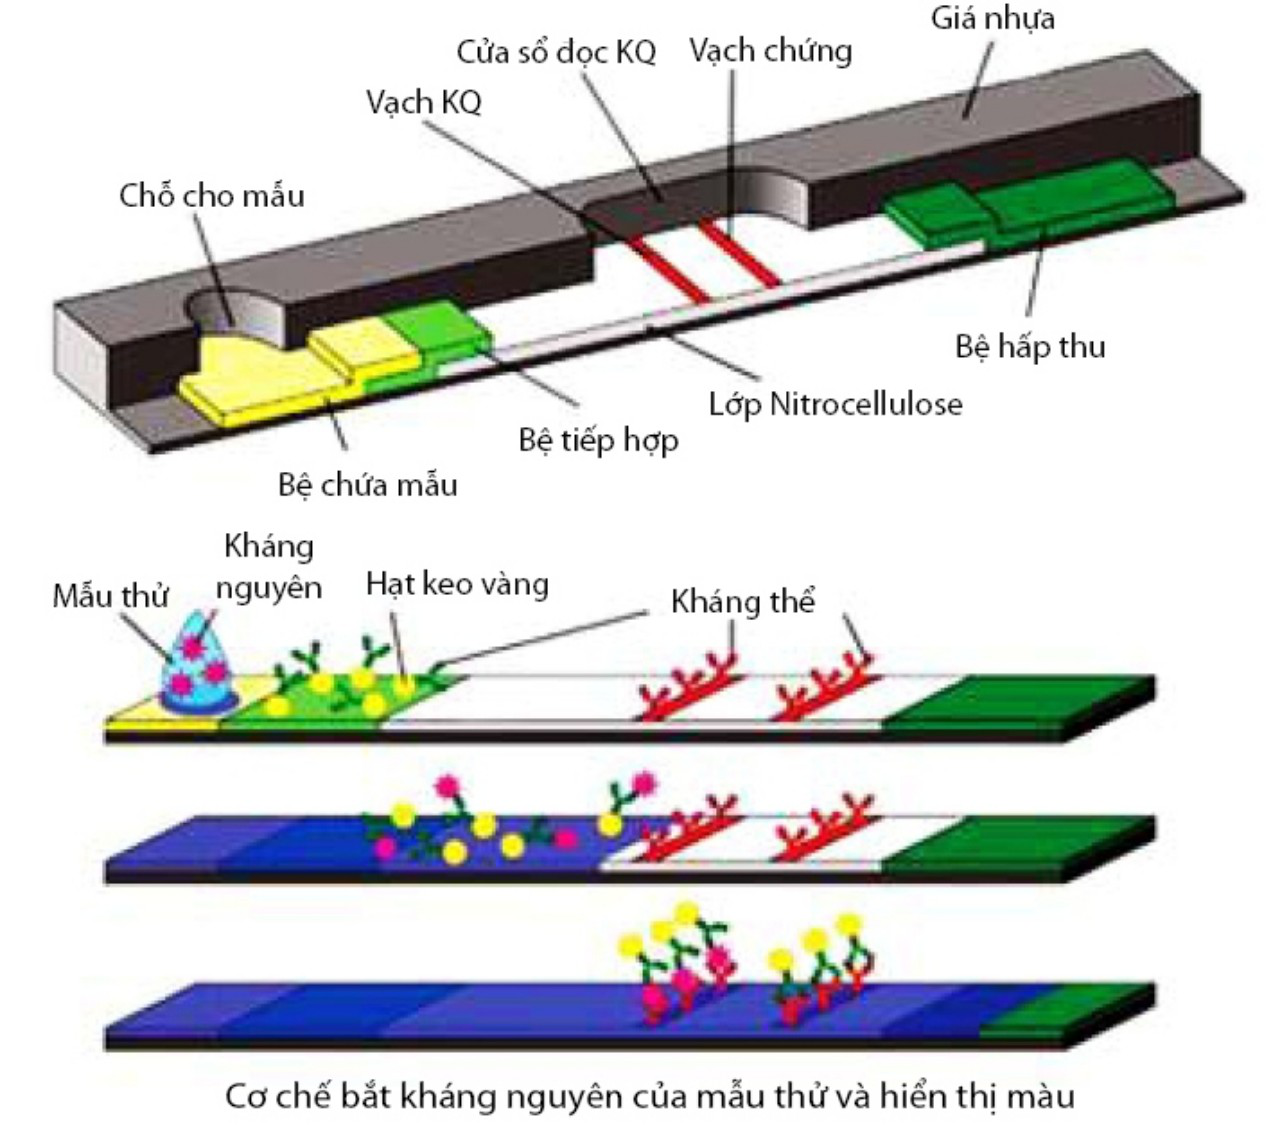 Giá nhựa
Cửa sổ đọc KQ
Vạch chứng
Vạch KQ
Chỗ cho mẫu
Bệ hấp thu
Lớp Nitrocellulose
Bệ tiếp hợp
Bệ chứa mẫu
Kháng
nguyên
Mẫu thử
Hạt keo vàng
Kháng thể
Cơ chế bắt kháng nguyên của mẫu thử và hiển thị màu